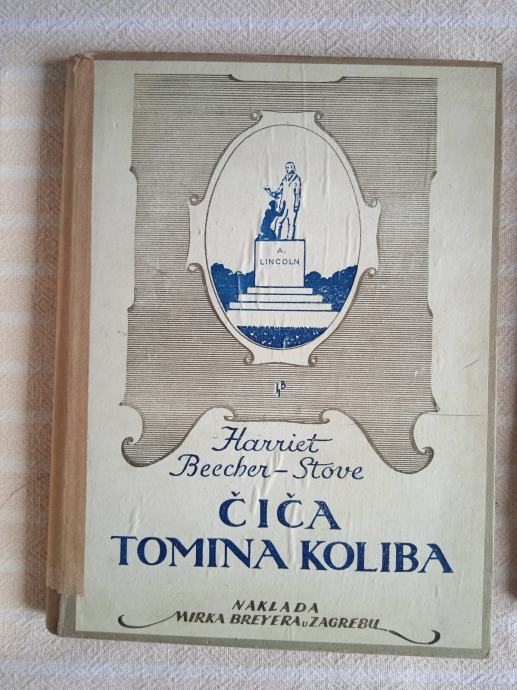 A.
LINCOLN
Harriet
Beecher-Stove
ČIČA
TOMINA KOLIBA
NAKLADA
MIRKA BREYERA U ZAGREBU